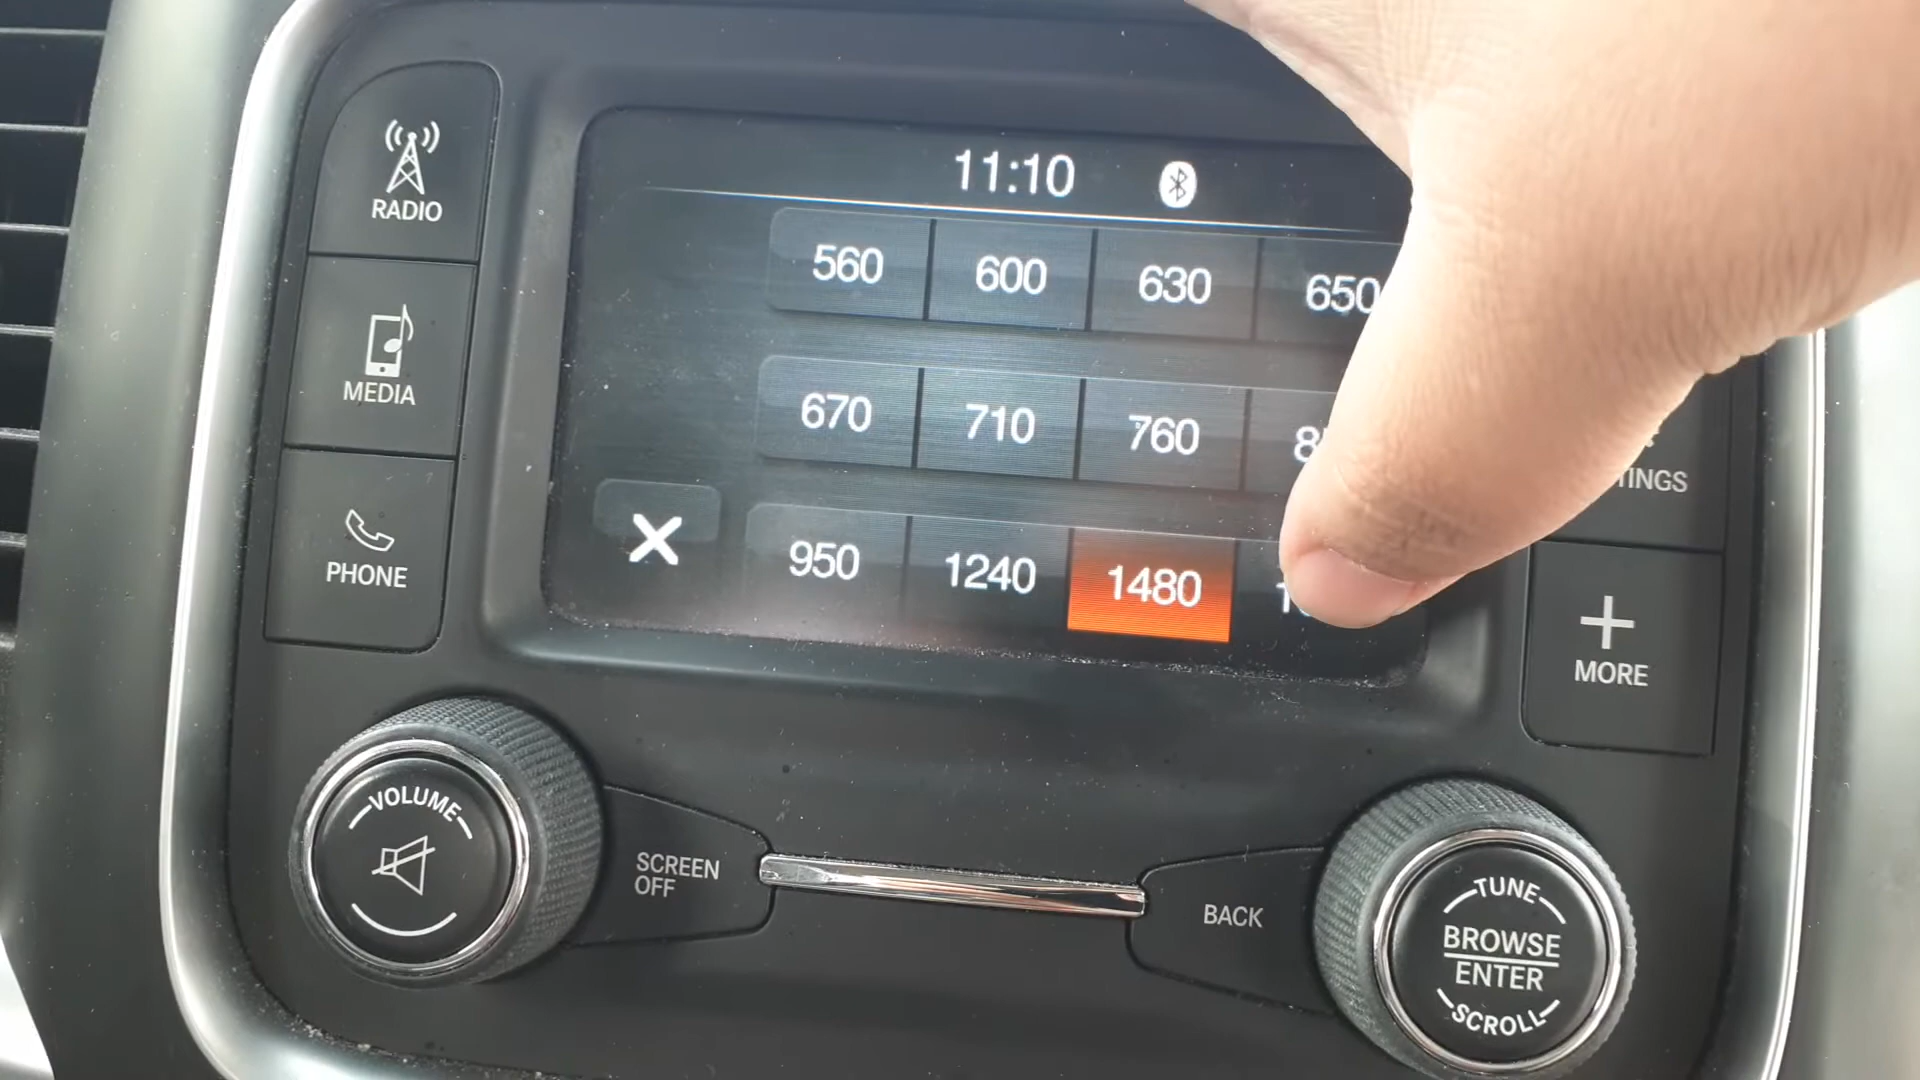 11:10
RADIO
560 600 630 650
MEDIA
670 710 760
950 1240 1480
PHONE
MORE
VOLUME
SCREEN
OFF
BACK
TUNE
BROWSE
ENTER
SCROLL